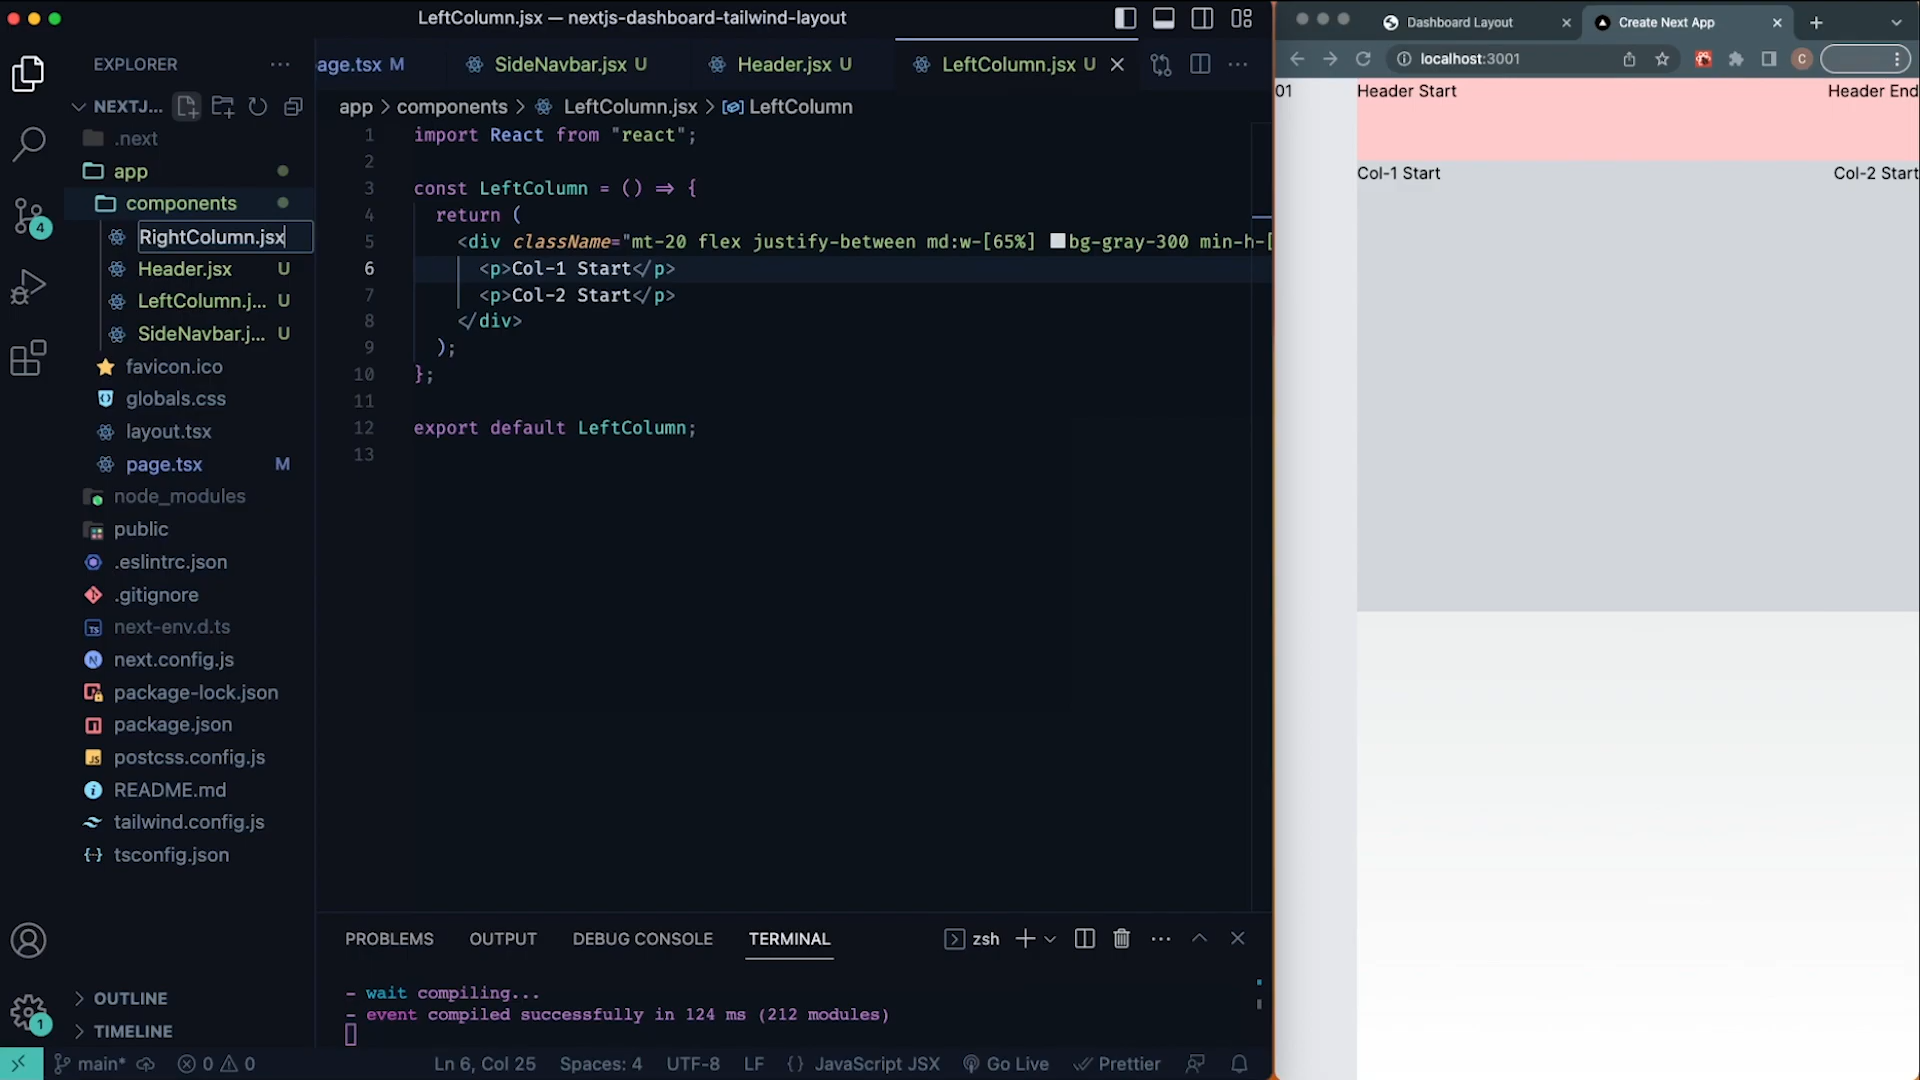 LeftColumn.jsx — nextjs-dashboard-tailwind-layout
EXPLORER
NEXTJ...
.next
app
components
RightColumn.jsx
Header.jsx U
LeftColumn.j... U
SideNavbar.j... U
favicon.ico
globals.css
layout.tsx
page.tsx M
node_modules
public
.eslintrc.json
.gitignore
next-env.d.ts
next.config.js
package-lock.json
package.json
postcss.config.js
README.md
tailwind.config.js
tsconfig.json
OUTLINE
TIMELINE
4
1
age.tsx M
SideNavbar.jsx U
Header.jsx U
LeftColumn.jsx U
app > components > LeftColumn.jsx > LeftColumn
1 import React from "react";
2
3 const LeftColumn = () => {
4 return (
5 <div className="mt-20 flex justify-between md:w-[65%] bg-gray-300 min-h-[
6 <p>Col-1 Start</p>
7 <p>Col-2 Start</p>
8 </div>
9 );
10 };
11
12 export default LeftColumn;
13
PROBLEMS OUTPUT DEBUG CONSOLE TERMINAL zsh
- wait compiling...
- event compiled successfully in 124 ms (212 modules)
main* 0 0 Ln 6, Col 25 Spaces: 4 UTF-8 LF {} JavaScript JSX Go Live Prettier
Dashboard Layout
Create Next App
localhost:3001
C
01
Header Start
Header End
Col-1 Start
Col-2 Start